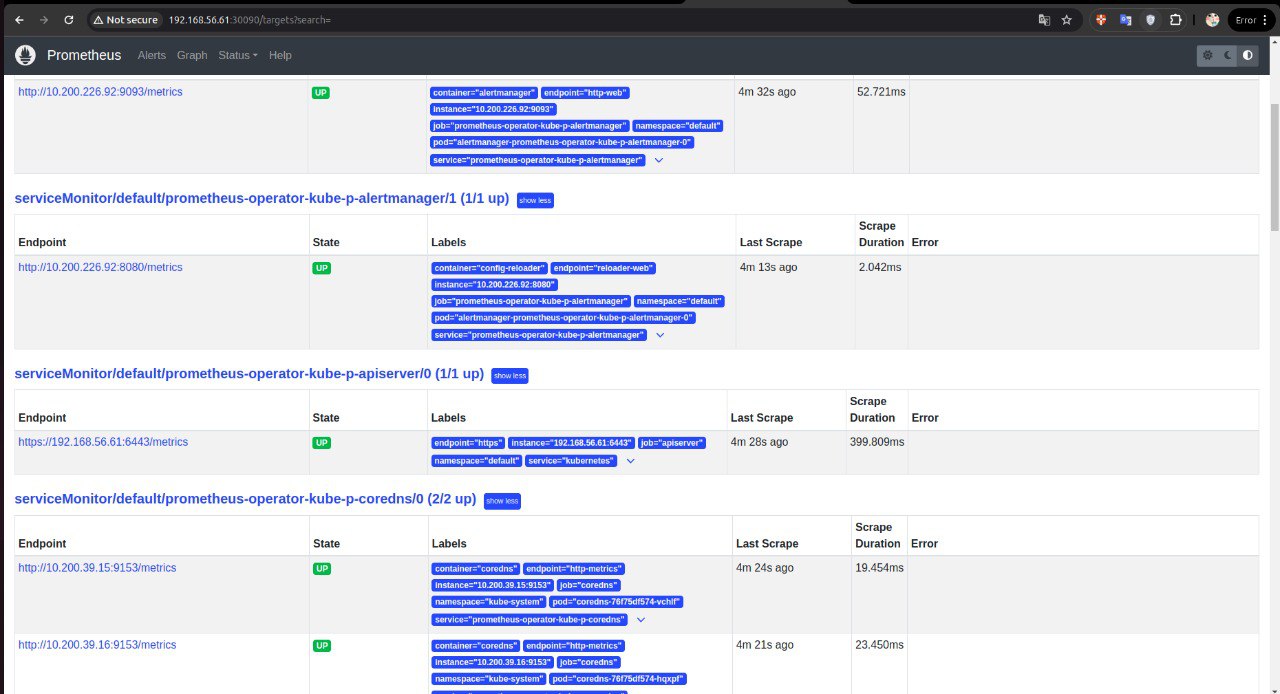 Not secure 192.168.56.61:30090/targets?search=
Error
Prometheus Alerts Graph Status Help
http://10.200.226.92:9093/metrics UP container="alertmanager" endpoint="http-web" 4m 32s ago 52.721ms
instance="10.200.226.92:9093"
job="prometheus-operator-kube-p-alertmanager" namespace="default"
pod="alertmanager-prometheus-operator-kube-p-alertmanager-0"
service="prometheus-operator-kube-p-alertmanager"
serviceMonitor/default/prometheus-operator-kube-p-alertmanager/1 (1/1 up) show less
Endpoint State Labels Last Scrape Scrape Duration Error
http://10.200.226.92:8080/metrics UP container="config-reloader" endpoint="reloader-web" 4m 13s ago 2.042ms
instance="10.200.226.92:8080"
job="prometheus-operator-kube-p-alertmanager" namespace="default"
pod="alertmanager-prometheus-operator-kube-p-alertmanager-0"
service="prometheus-operator-kube-p-alertmanager"
serviceMonitor/default/prometheus-operator-kube-p-apiserver/0 (1/1 up) show less
Endpoint State Labels Last Scrape Scrape Duration Error
https://192.168.56.61:6443/metrics UP endpoint="https" instance="192.168.56.61:6443" job="apiserver" 4m 28s ago 399.809ms
namespace="default" service="kubernetes"
serviceMonitor/default/prometheus-operator-kube-p-coredns/0 (2/2 up) show less
Endpoint State Labels Last Scrape Scrape Duration Error
http://10.200.39.15:9153/metrics UP container="coredns" endpoint="http-metrics" 4m 24s ago 19.454ms
instance="10.200.39.15:9153" job="coredns"
namespace="kube-system" pod="coredns-76f75df574-vchlf"
service="prometheus-operator-kube-p-coredns"
http://10.200.39.16:9153/metrics UP container="coredns" endpoint="http-metrics" 4m 21s ago 23.450ms
instance="10.200.39.16:9153" job="coredns"
namespace="kube-system" pod="coredns-76f75df574-hqxpf"